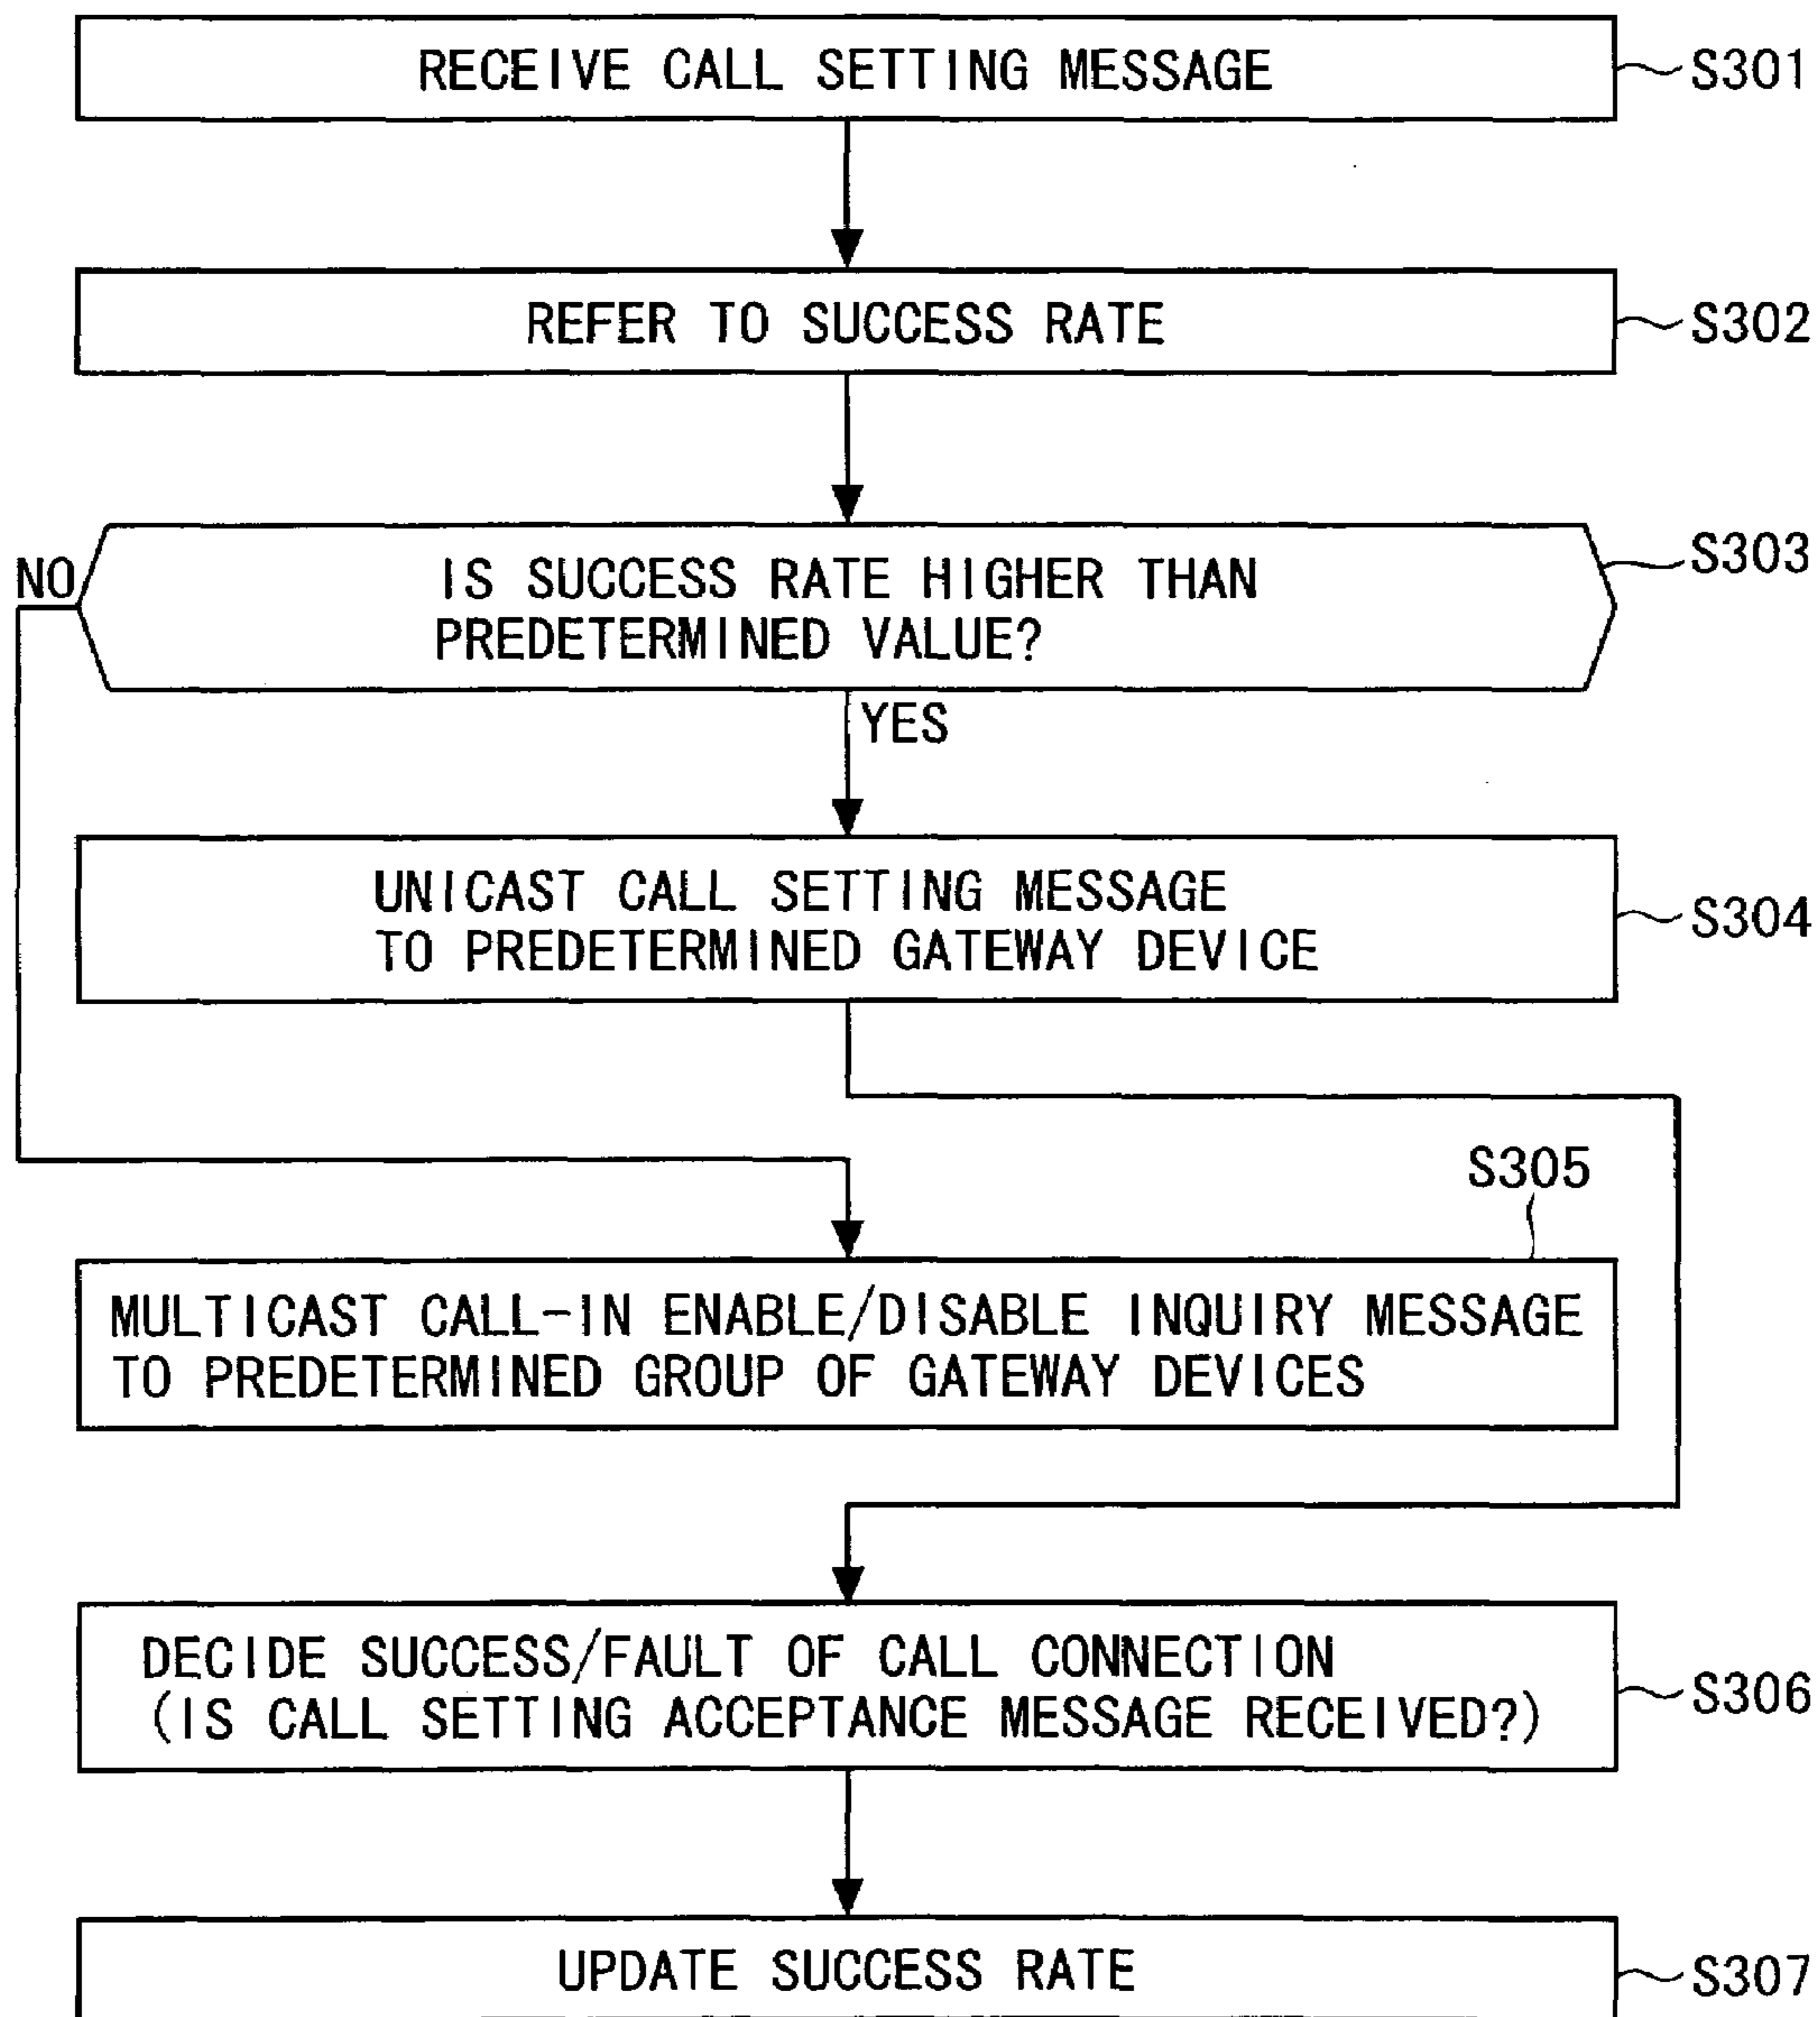 RECEIVE CALL SETTING MESSAGE
S301
REFER TO SUCCESS RATE
S302
NO
IS SUCCESS RATE HIGHER THAN
PREDETERMINED VALUE?
S303
YES
UNICAST CALL SETTING MESSAGE
TO PREDETERMINED GATEWAY DEVICE
S304
S305
MULTICAST CALL-IN ENABLE/DISABLE INQUIRY MESSAGE
TO PREDETERMINED GROUP OF GATEWAY DEVICES
DECIDE SUCCESS/FAULT OF CALL CONNECTION
(IS CALL SETTING ACCEPTANCE MESSAGE RECEIVED?)
S306
UPDATE SUCCESS RATE
S307